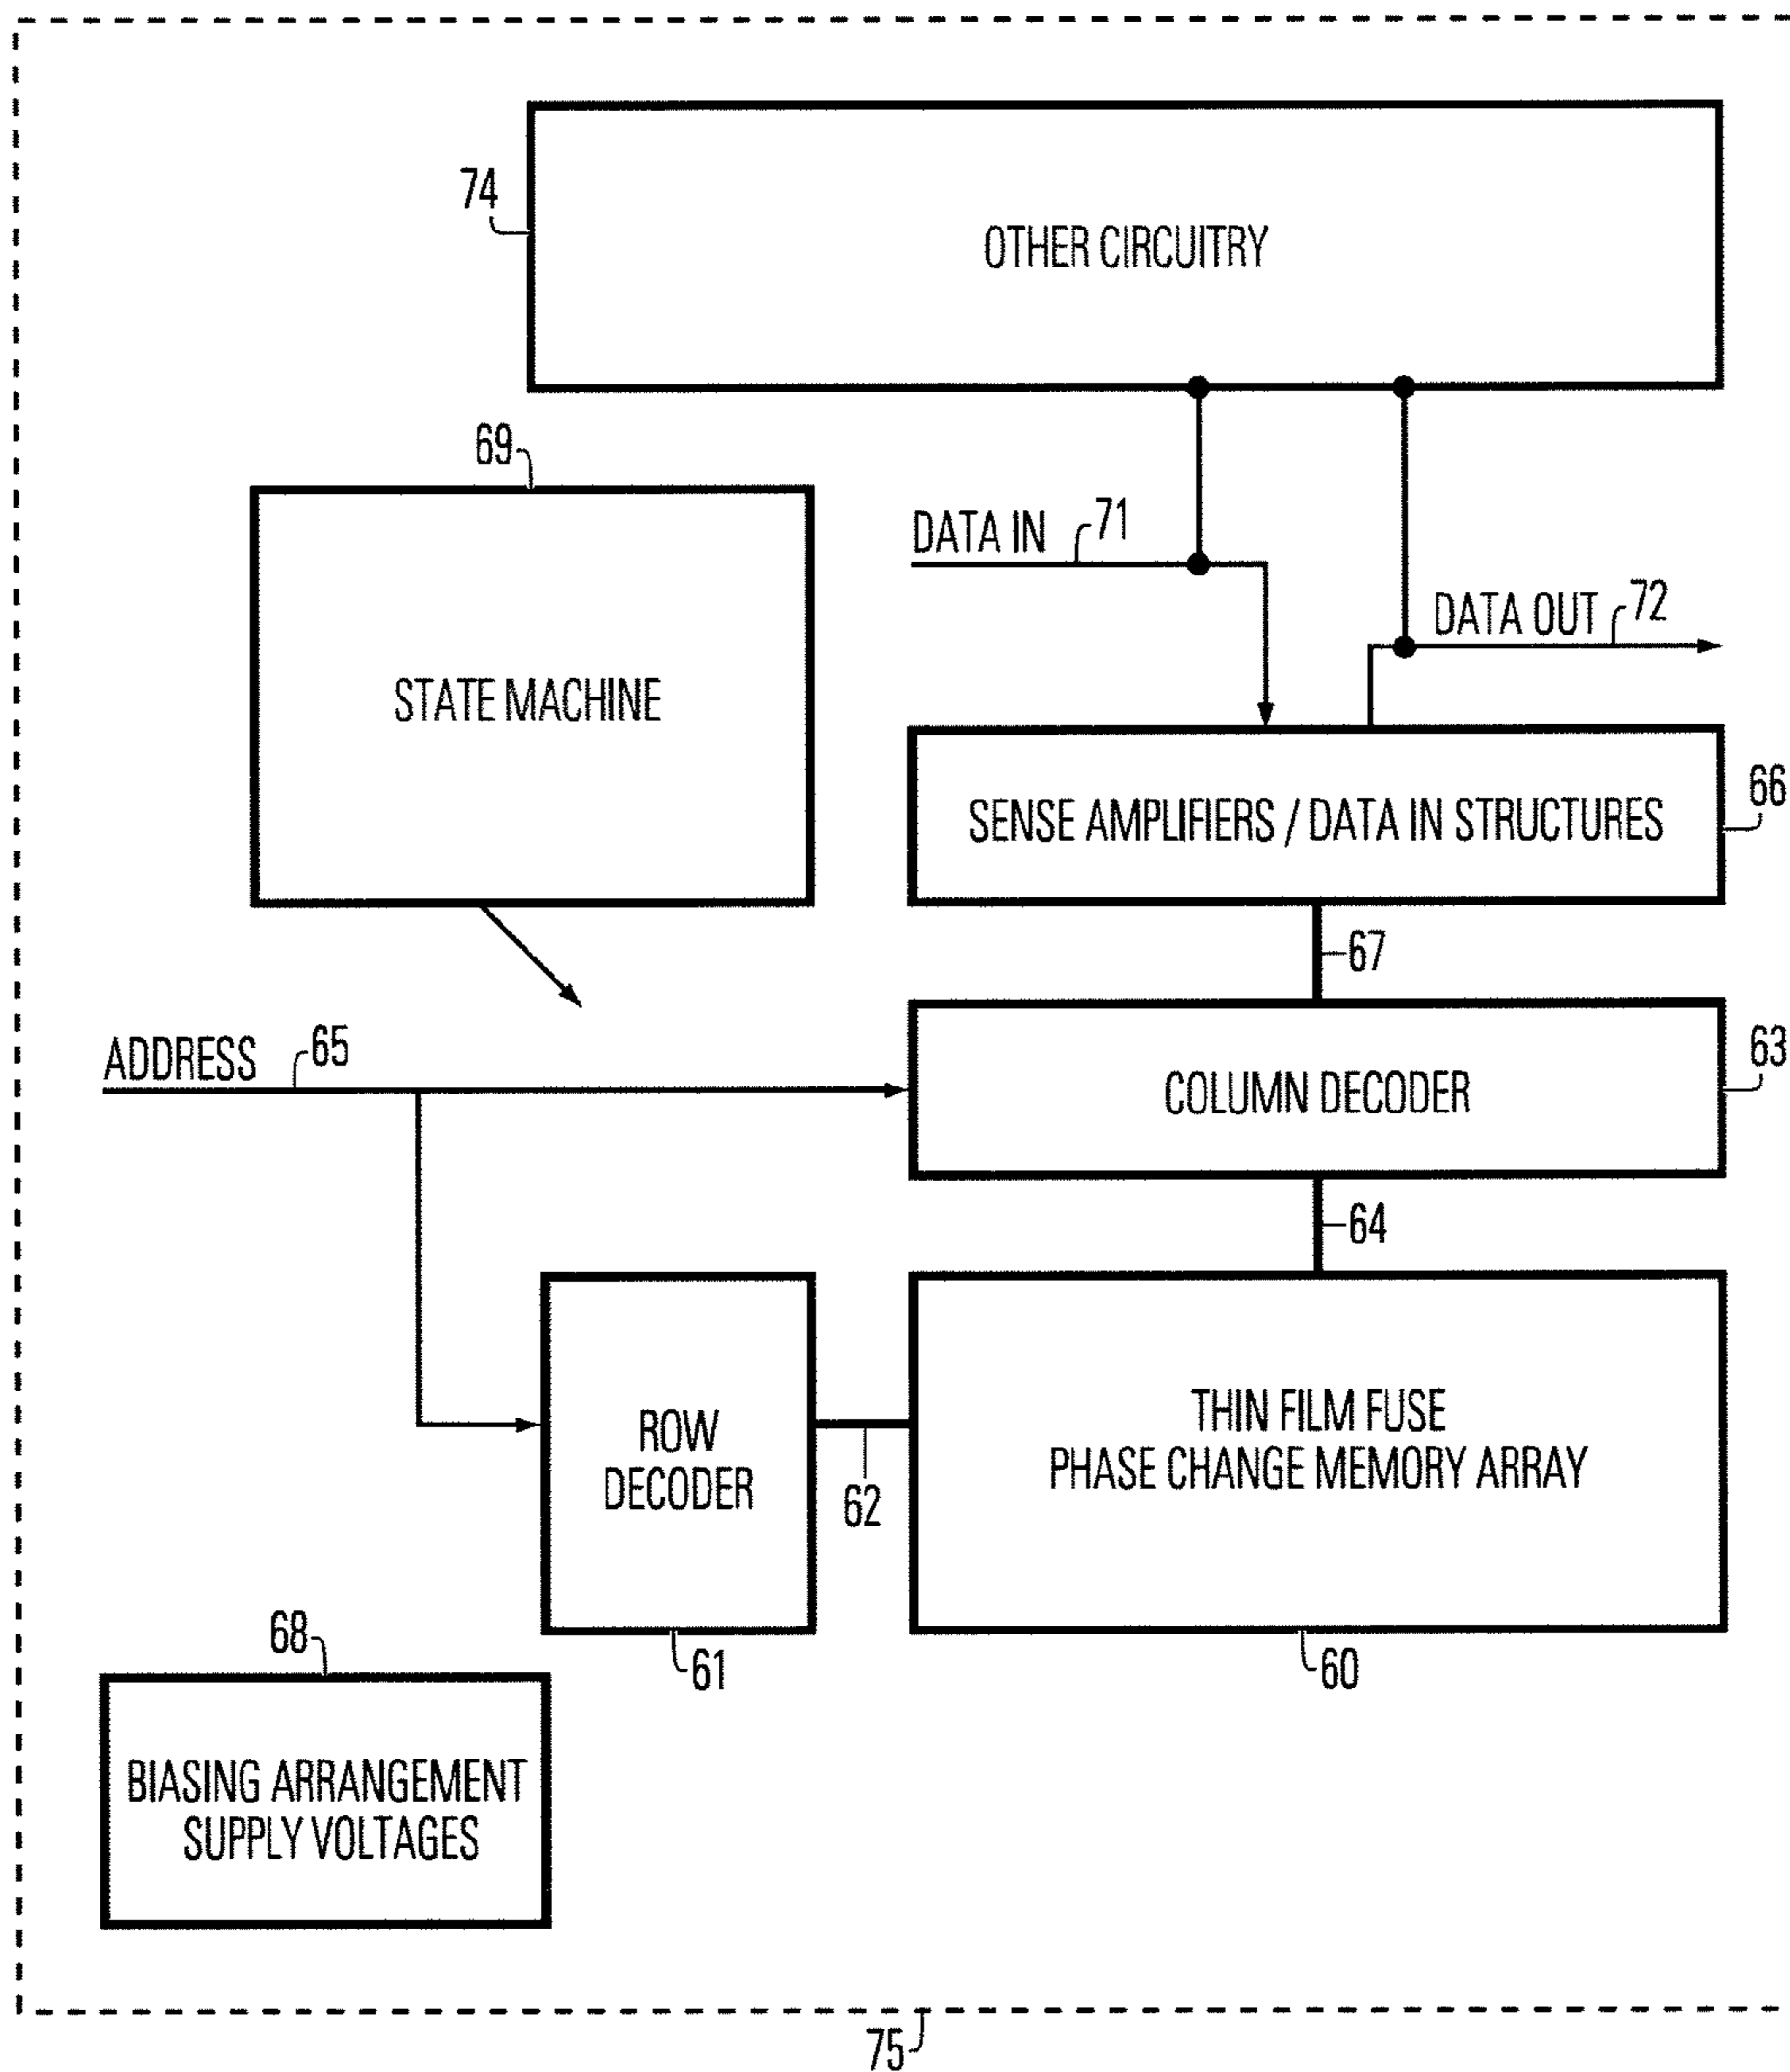 74
OTHER CIRCUITRY
69
STATE MACHINE
DATA IN
71
DATA OUT
72
SENSE AMPLIFIERS / DATA IN STRUCTURES
66
67
ADDRESS
65
COLUMN DECODER
63
64
ROW
DECODER
61
62
THIN FILM FUSE
PHASE CHANGE MEMORY ARRAY
60
68
BIASING ARRANGEMENT
SUPPLY VOLTAGES
75